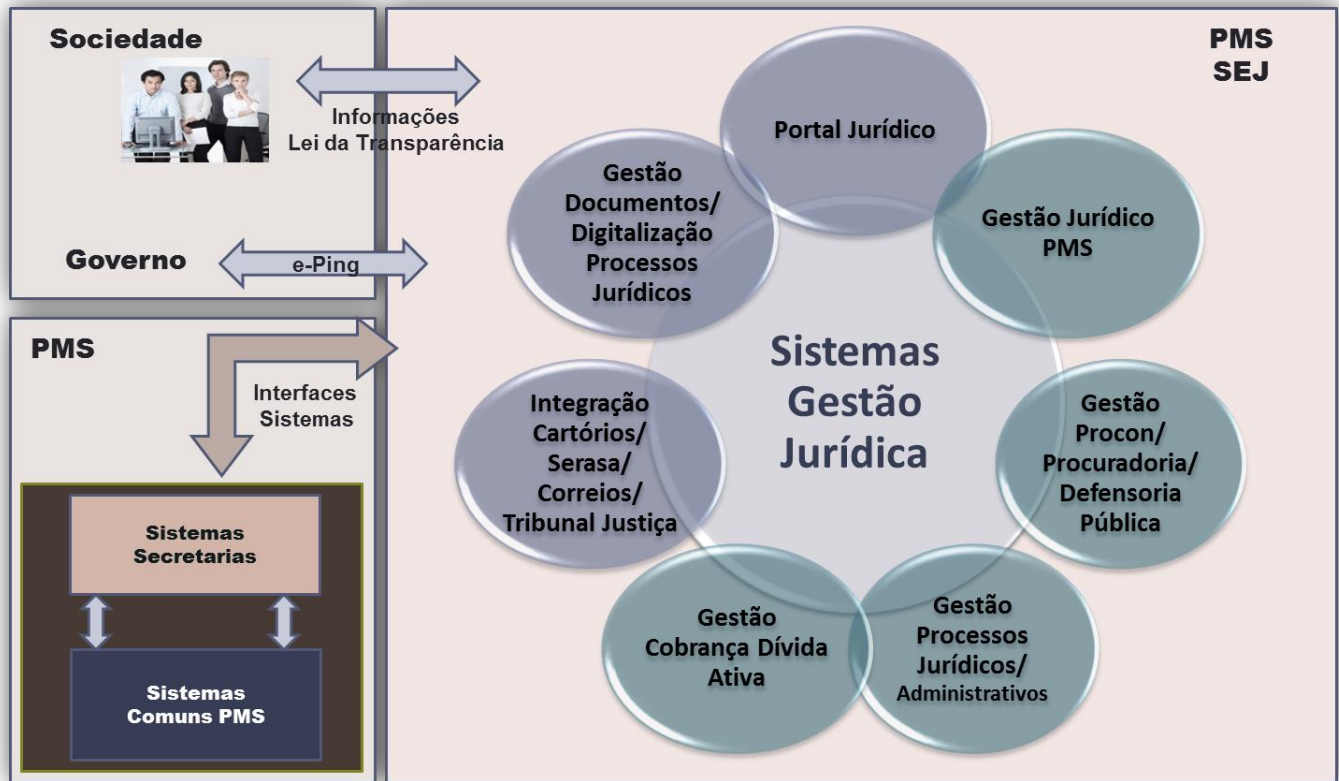 Sociedade
Informações
Lei da Transparência
Governo
e-Ping
PMS
Interfaces
Sistemas
Sistemas
Secretarias
Sistemas
Comuns PMS
PMS
SEJ
Portal Jurídico
Gestão Jurídico
PMS
Gestão
Procon/
Procuradoria/
Defensoria
Pública
Gestão
Processos
Jurídicos/
Administrativos
Gestão
Cobrança Dívida
Ativa
Integração
Cartórios/
Serasa/
Correios/
Tribunal Justiça
Gestão
Documentos/
Digitalização
Processos
Jurídicos
Sistemas
Gestão
Jurídica